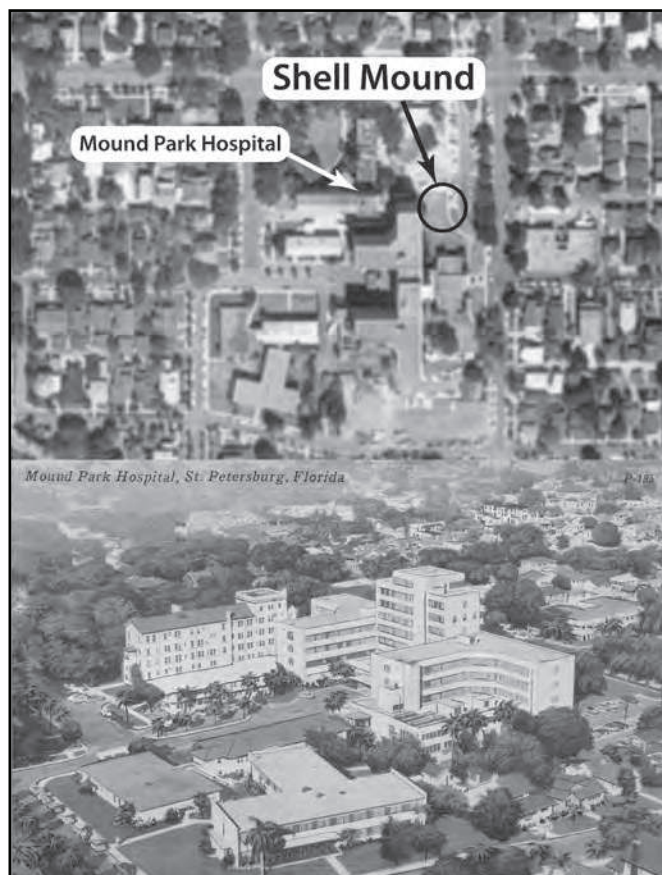 Shell Mound
Mound Park Hospital
Mound Park Hospital, St. Petersburg, Florida